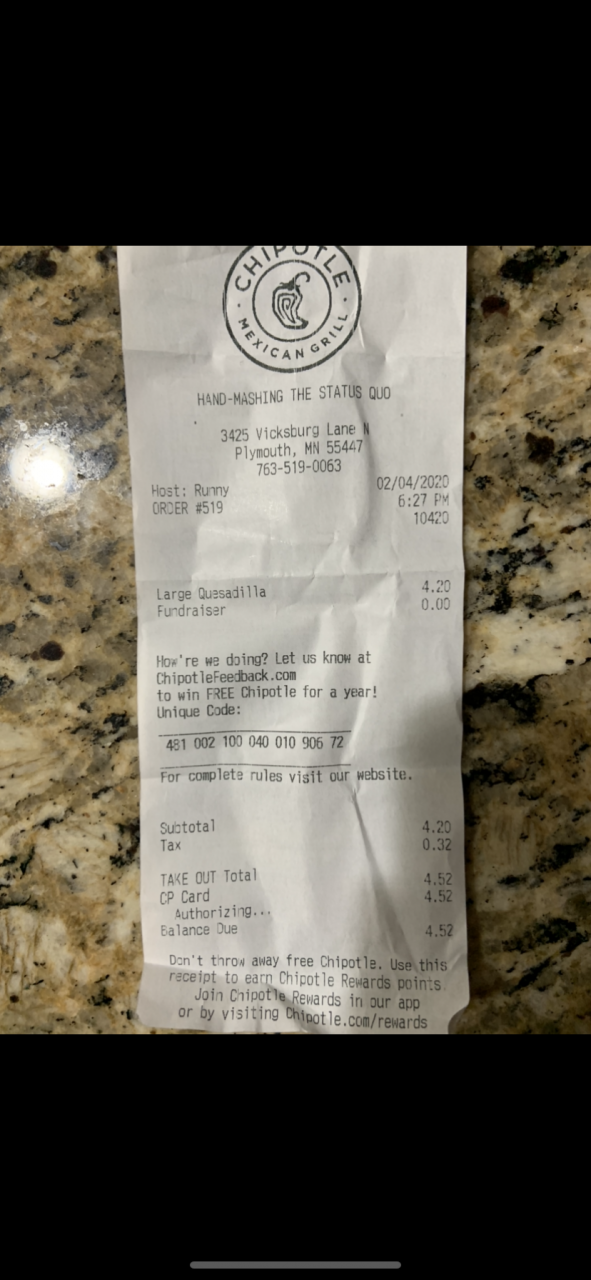 CHIPOTLE
MEXICAN GRILL
HAND-MASHING THE STATUS QUO
3425 Vicksburg Lane N
Plymouth, MN 55447
763-519-0063
Host: Runny 02/04/2020
ORDER #519 6:27 PM
10420
Large Quesadilla 4.20
Fundraiser 0.00
How're we doing? Let us know at
ChipotleFeedback.com
to win FREE Chipotle for a year!
Unique Code:
481 002 100 040 010 906 72
For complete rules visit our website.
Subtotal 4.20
Tax 0.32
TAKE OUT Total 4.52
CP Card 4.52
Authorizing...
Balance Due 4.52
Don't throw away free Chipotle. Use this
receipt to earn Chipotle Rewards points.
Join Chipotle Rewards in our app
or by visiting Chipotle.com/rewards